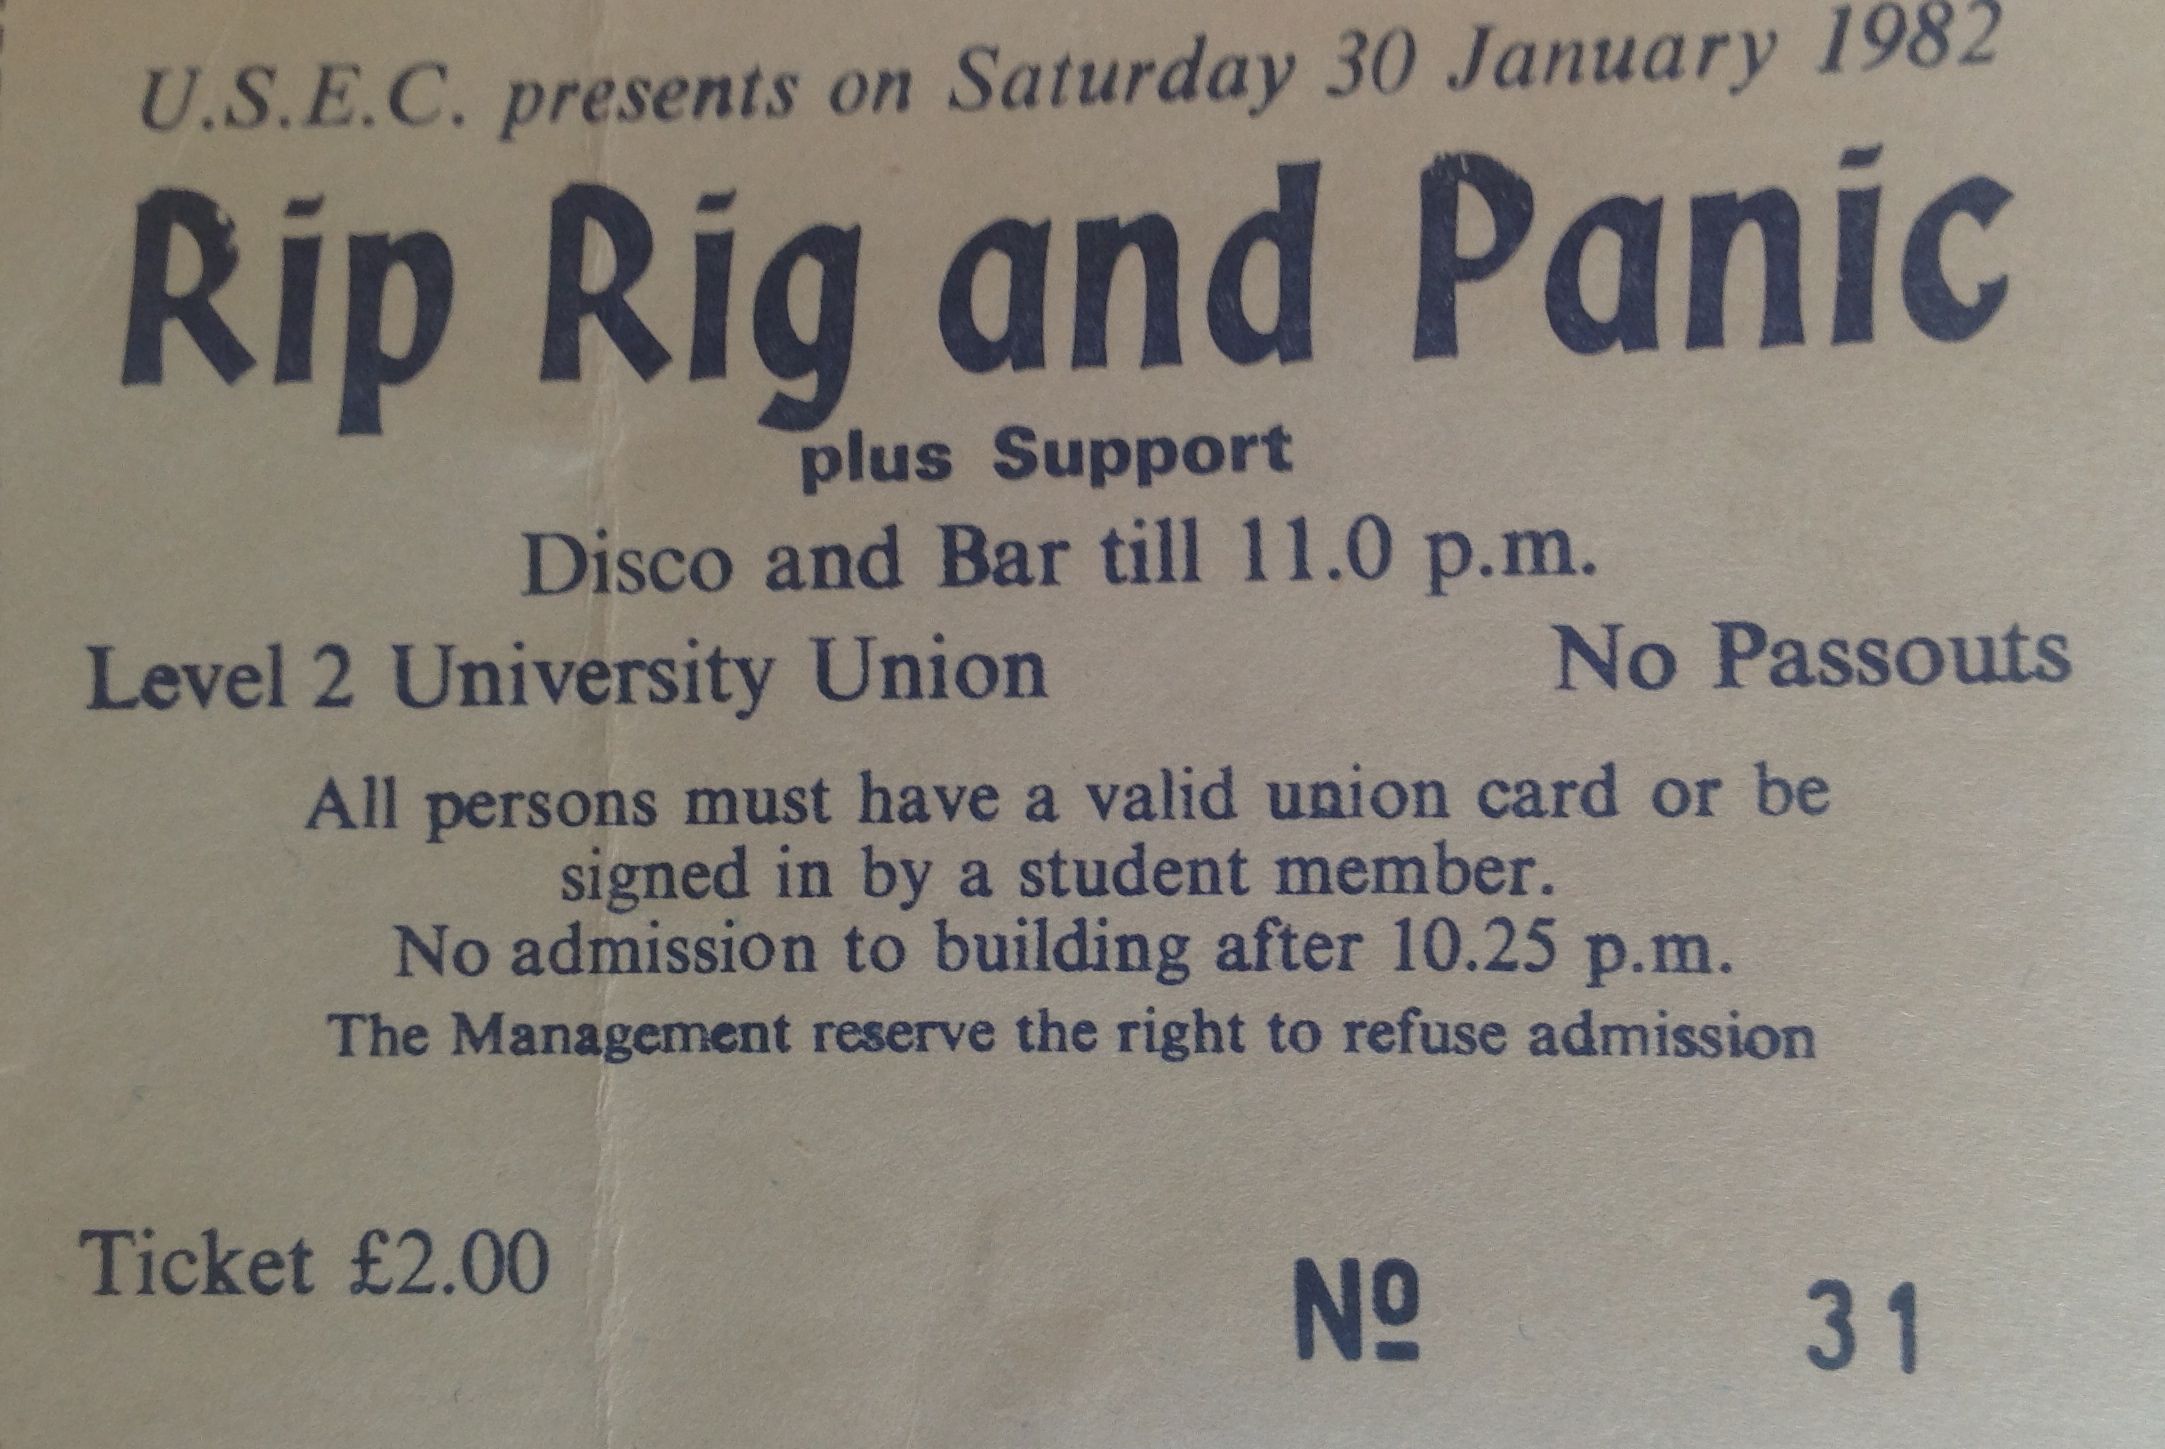 U.S.E.C. presents on Saturday 30 January 1982
Rip Rig and Panic
plus Support
Disco and Bar till 11.0 p.m.
Level 2 University Union No Passouts
All persons must have a valid union card or be
signed in by a student member.
No admission to building after 10.25 p.m.
The Management reserve the right to refuse admission
Ticket £2.00 Nº 31